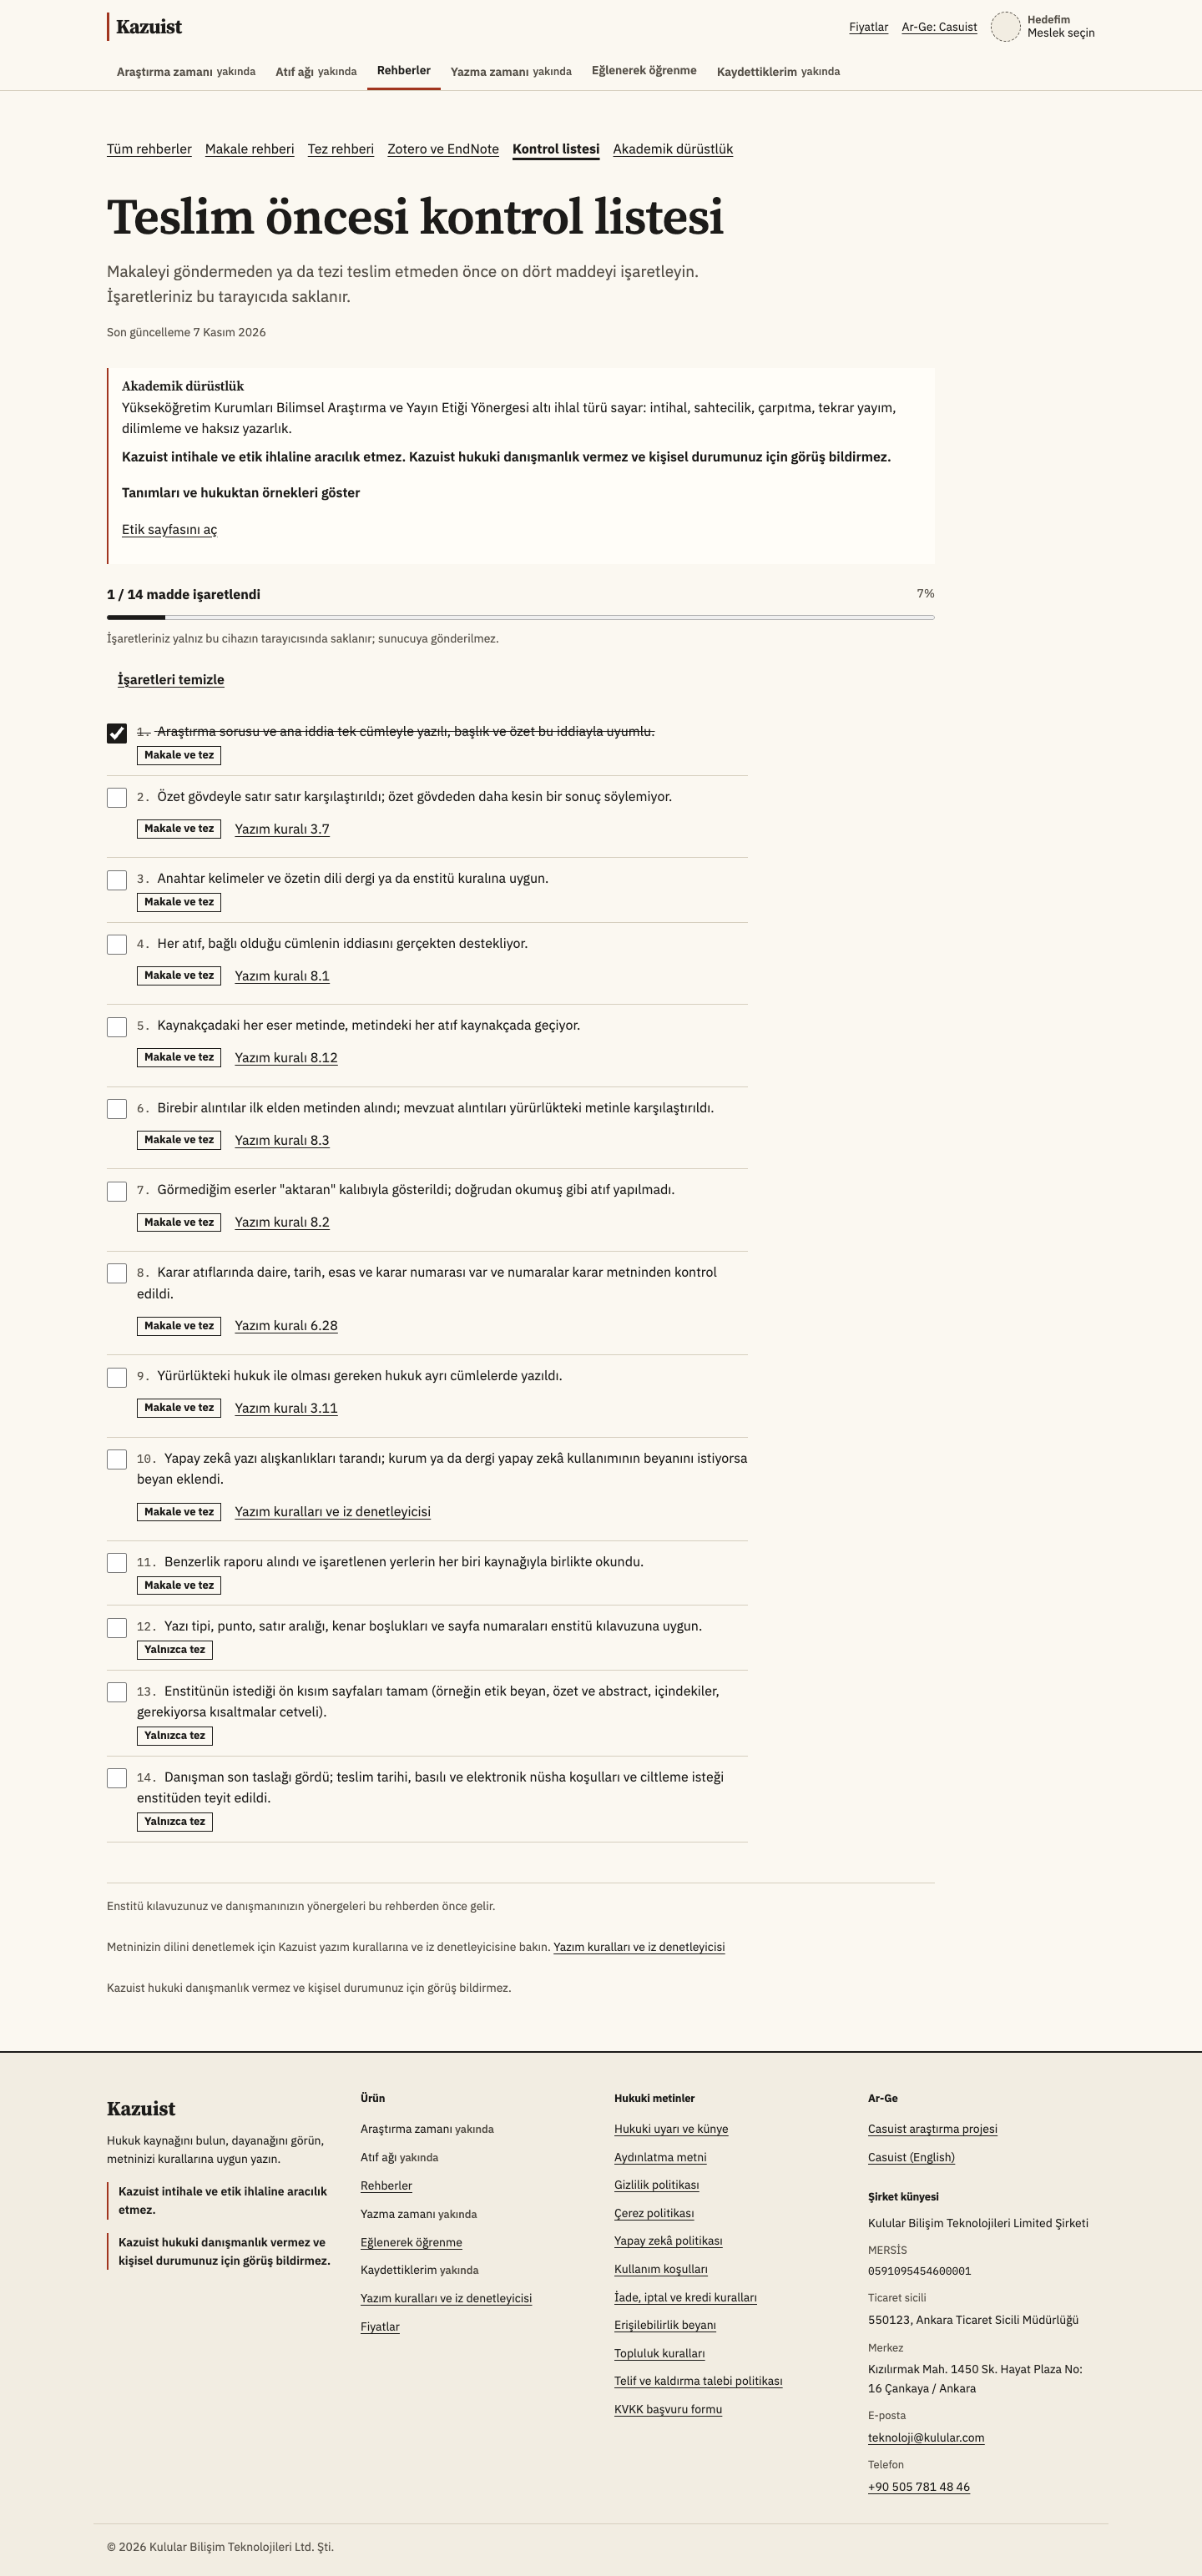 Kazuist
Fiyatlar Ar-Ge: Casuist Hedefim
Meslek seçin
Araştırma zamanı yakında Atıf ağı yakında Rehberler Yazma zamanı yakında Eğlenerek öğrenme Kaydettiklerim yakında
Tüm rehberler Makale rehberi Tez rehberi Zotero ve EndNote Kontrol listesi Akademik dürüstlük
Teslim öncesi kontrol listesi
Makaleyi göndermeden ya da tezi teslim etmeden önce on dört maddeyi işaretleyin.
İşaretleriniz bu tarayıcıda saklanır.
Son güncelleme 7 Kasım 2026
Akademik dürüstlük
Yükseköğretim Kurumları Bilimsel Araştırma ve Yayın Etiği Yönergesi altı ihlal türü sayar: intihal, sahtecilik, çarpıtma, tekrar yayım,
dilimleme ve haksız yazarlık.
Kazuist intihale ve etik ihlaline aracılık etmez. Kazuist hukuki danışmanlık vermez ve kişisel durumunuz için görüş bildirmez.
Tanımları ve hukuktan örnekleri göster
Etik sayfasını aç
1 / 14 madde işaretlendi 7%
İşaretleriniz yalnız bu cihazın tarayıcısında saklanır; sunucuya gönderilmez.
İşaretleri temizle
1. Araştırma sorusu ve ana iddia tek cümleyle yazılı, başlık ve özet bu iddiayla uyumlu.
Makale ve tez
2. Özet gövdeyle satır satır karşılaştırıldı; özet gövdeden daha kesin bir sonuç söylemiyor.
Makale ve tez Yazım kuralı 3.7
3. Anahtar kelimeler ve özetin dili dergi ya da enstitü kuralına uygun.
Makale ve tez
4. Her atıf, bağlı olduğu cümlenin iddiasını gerçekten destekliyor.
Makale ve tez Yazım kuralı 8.1
5. Kaynakçadaki her eser metinde, metindeki her atıf kaynakçada geçiyor.
Makale ve tez Yazım kuralı 8.12
6. Birebir alıntılar ilk elden metinden alındı; mevzuat alıntıları yürürlükteki metinle karşılaştırıldı.
Makale ve tez Yazım kuralı 8.3
7. Görmediğim eserler "aktaran" kalıbıyla gösterildi; doğrudan okumuş gibi atıf yapılmadı.
Makale ve tez Yazım kuralı 8.2
8. Karar atıflarında daire, tarih, esas ve karar numarası var ve numaralar karar metninden kontrol
edildi.
Makale ve tez Yazım kuralı 6.28
9. Yürürlükteki hukuk ile olması gereken hukuk ayrı cümlelerde yazıldı.
Makale ve tez Yazım kuralı 3.11
10. Yapay zekâ yazı alışkanlıkları tarandı; kurum ya da dergi yapay zekâ kullanımının beyanını istiyorsa
beyan eklendi.
Makale ve tez Yazım kuralları ve iz denetleyicisi
11. Benzerlik raporu alındı ve işaretlenen yerlerin her biri kaynağıyla birlikte okundu.
Makale ve tez
12. Yazı tipi, punto, satır aralığı, kenar boşlukları ve sayfa numaraları enstitü kılavuzuna uygun.
Yalnızca tez
13. Enstitünün istediği ön kısım sayfaları tamam (örneğin etik beyan, özet ve abstract, içindekiler,
gerekiyorsa kısaltmalar cetveli).
Yalnızca tez
14. Danışman son taslağı gördü; teslim tarihi, basılı ve elektronik nüsha koşulları ve ciltleme isteği
enstitüden teyit edildi.
Yalnızca tez
Enstitü kılavuzunuz ve danışmanınızın yönergeleri bu rehberden önce gelir.
Metninizin dilini denetlemek için Kazuist yazım kurallarına ve iz denetleyicisine bakın. Yazım kuralları ve iz denetleyicisi
Kazuist hukuki danışmanlık vermez ve kişisel durumunuz için görüş bildirmez.
Kazuist
Hukuk kaynağını bulun, dayanağını görün,
metninizi kurallarına uygun yazın.
Kazuist intihale ve etik ihlaline aracılık
etmez.
Kazuist hukuki danışmanlık vermez ve
kişisel durumunuz için görüş bildirmez.
Ürün
Araştırma zamanı yakında
Atıf ağı yakında
Rehberler
Yazma zamanı yakında
Eğlenerek öğrenme
Kaydettiklerim yakında
Yazım kuralları ve iz denetleyicisi
Fiyatlar
Hukuki metinler
Hukuki uyarı ve künye
Aydınlatma metni
Gizlilik politikası
Çerez politikası
Yapay zekâ politikası
Kullanım koşulları
İade, iptal ve kredi kuralları
Erişilebilirlik beyanı
Topluluk kuralları
Telif ve kaldırma talebi politikası
KVKK başvuru formu
Ar-Ge
Casuist araştırma projesi
Casuist (English)
Şirket künyesi
Kulular Bilişim Teknolojileri Limited Şirketi
MERSİS
0591095454600001
Ticaret sicili
550123, Ankara Ticaret Sicili Müdürlüğü
Merkez
Kızılırmak Mah. 1450 Sk. Hayat Plaza No:
16 Çankaya / Ankara
E-posta
teknoloji@kulular.com
Telefon
+90 505 781 48 46
© 2026 Kulular Bilişim Teknolojileri Ltd. Şti.